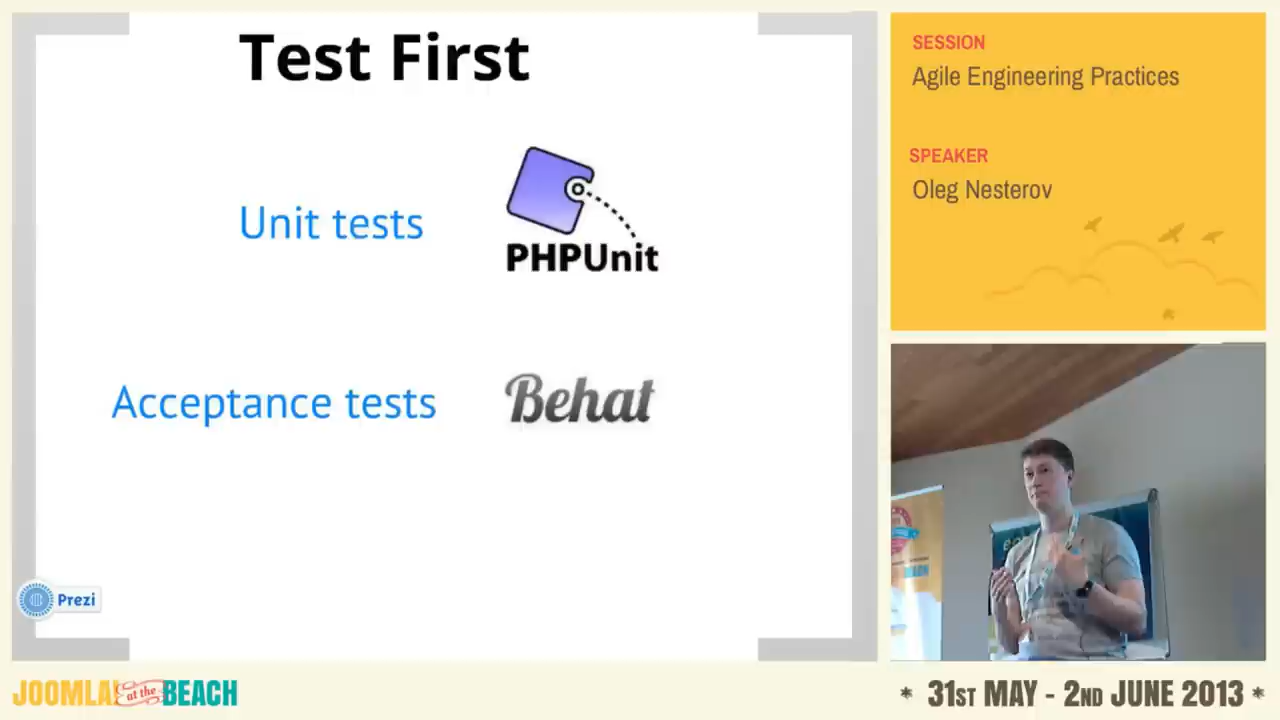 Test First
Unit tests
PHPUnit
Acceptance tests
Behat
Prezi
SESSION
Agile Engineering Practices
SPEAKER
Oleg Nesterov
JOOMLA! at the BEACH
* 31ST MAY - 2ND JUNE 2013 *